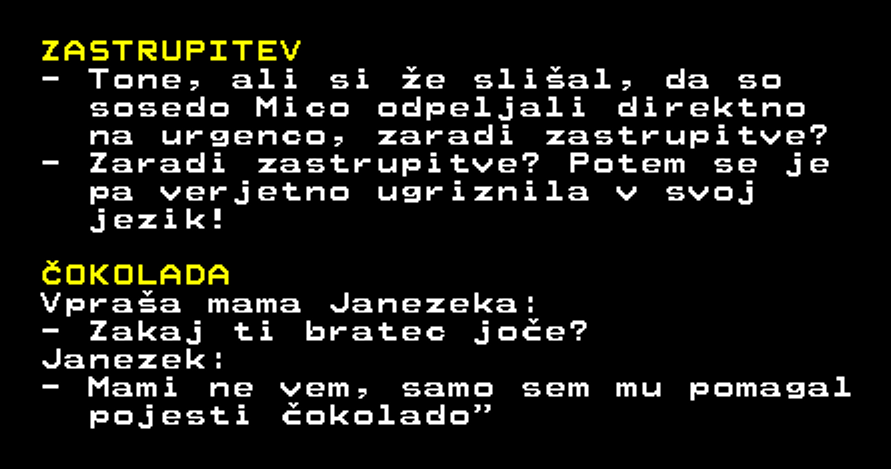 ZASTRUPITEV
- Tone, ali si že slišal, da so
sosedo Mico odpeljali direktno
na urgenco, zaradi zastrupitve?
- Zaradi zastrupitve? Potem se je
pa verjetno ugriznila v svoj
jezik!
ČOKOLADA
Vpraša mama Janezeka:
- Zakaj ti bratec joče?
Janezek:
- Mami ne vem, samo sem mu pomagal
pojesti čokolado”